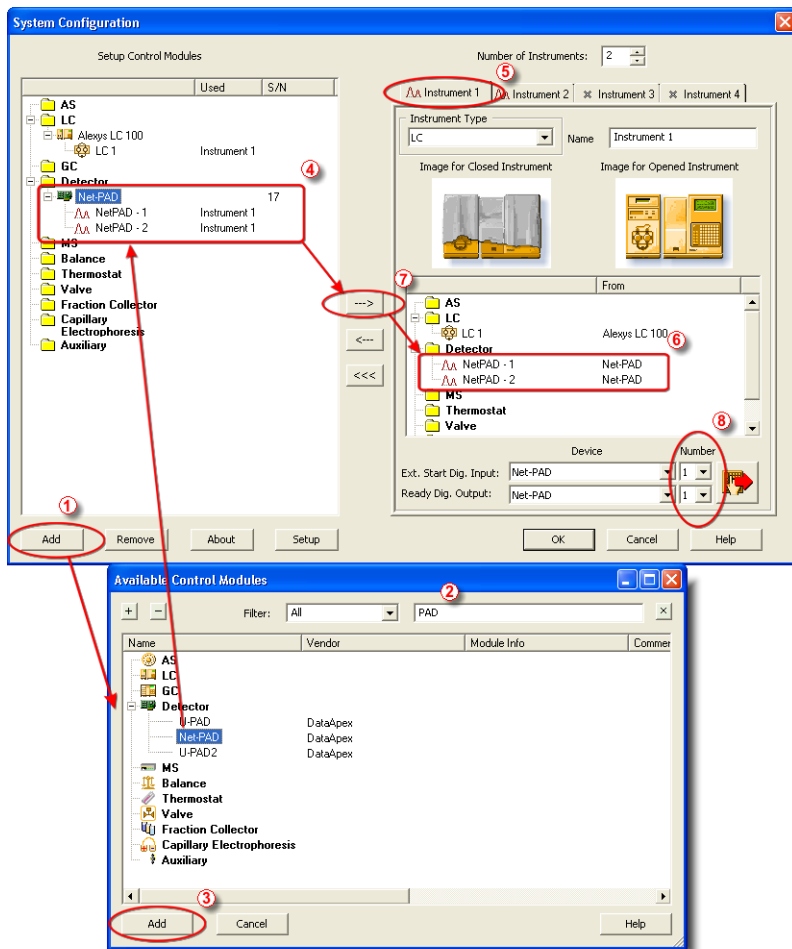 System Configuration
Setup Control Modules
Number of Instruments: 2
5
Used S/N
AS
LC
Alexys LC 100
LC 1 Instrument 1
GC
Detector
4
Net-PAD 17
NetPAD - 1 Instrument 1
NetPAD - 2 Instrument 1
MS
Balance
Thermostat
Valve
Fraction Collector
Capillary
Electrophoresis
Auxiliary
--->
<---
<<<
Instrument 1 Instrument 2 Instrument 3 Instrument 4
Instrument Type
LC Name Instrument 1
Image for Closed Instrument Image for Opened Instrument
7
From
AS
LC
LC 1 Alexys LC 100
6
Detector
NetPAD - 1 Net-PAD
NetPAD - 2 Net-PAD
MS
Thermostat
Valve
8
Device Number
Ext. Start Dig. Input: Net-PAD 1
Ready Dig. Output: Net-PAD 1
1
Add Remove About Setup
OK Cancel Help
Available Control Modules
2
+ - Filter: All PAD ×
Name Vendor Module Info Commer
AS
LC
GC
Detector
U-PAD DataApex
Net-PAD DataApex
U-PAD2 DataApex
MS
Balance
Thermostat
Valve
Fraction Collector
Capillary Electrophoresis
Auxiliary
3
Add Cancel Help